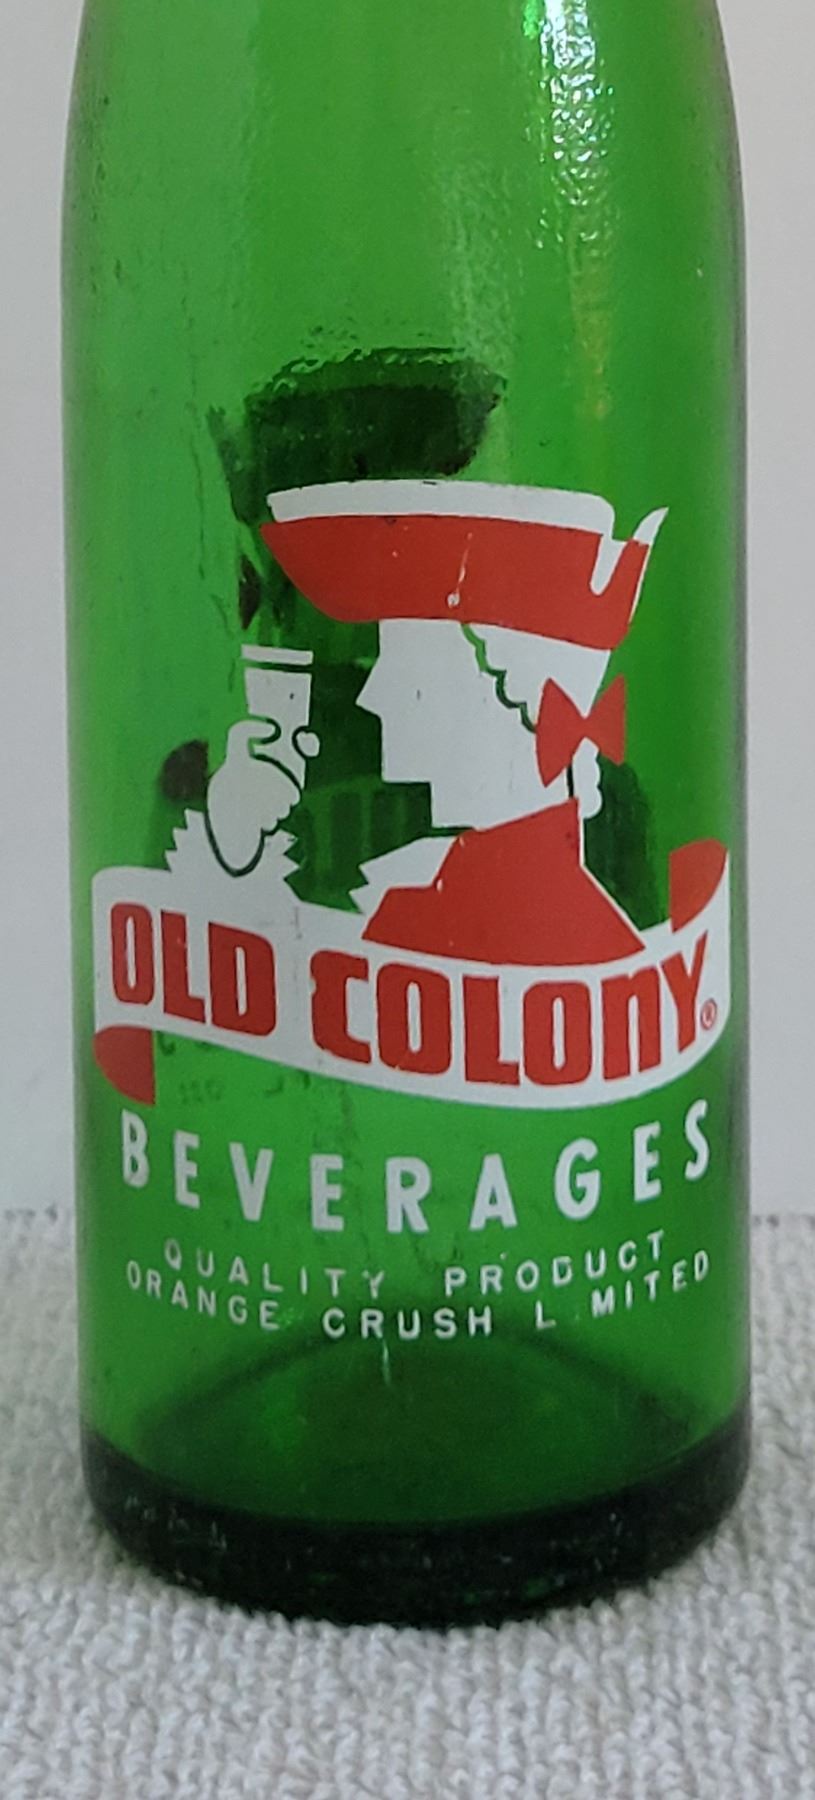 OLD COLONY®
BEVERAGES
QUALITY PRODUCT
ORANGE CRUSH L MITED